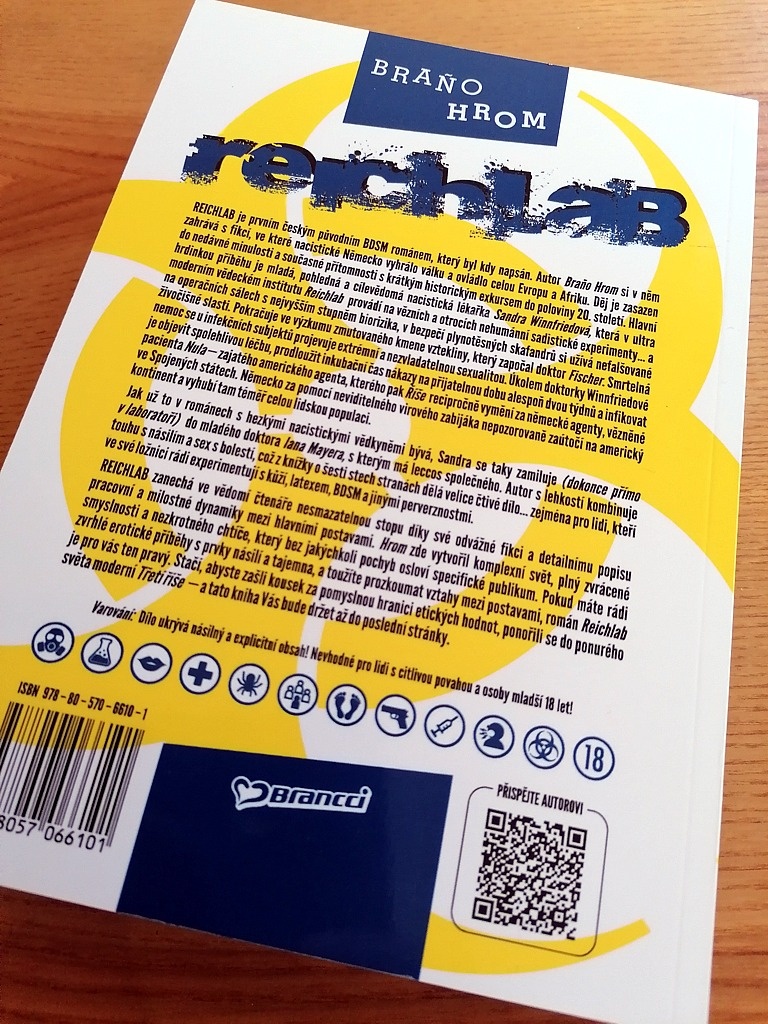 BRAŇO
HROM
reichlab
REICHLAB je prvním českým původním BDSM románem, který byl kdy napsán. Autor Braňo Hrom si v něm
zahrává s fikcí, ve které nacistické Německo vyhrálo válku a ovládlo celou Evropu a Afriku. Děj je zasazen
do nedávné minulosti a současné přítomnosti s krátkým historickým exkursem do poloviny 20. století. Hlavní
hrdinkou příběhu je mladá, pohledná a cílevědomá nacistická lékařka Sandra Winnfriedová, která v ultra
moderním vědeckém institutu Reichlab provádí na vězních a otrocích nehumánní, sadistické experimenty... a
na operačních sálech s nejvyšším stupněm biorizika, v bezpečí plynotěsných skafandrů si užívá nefalšované
živočišné slasti. Pokračuje ve výzkumu zmutovaného kmene vztekliny, který započal doktor Fischer. Smrtelná
nemoc se u infekčních subjektů projevuje extrémní a nezvladatelnou sexualitou. Úkolem doktorky Winnfriedové
je objevit spolehlivou léčbu, prodloužit inkubační čas nákazy na přijatelnou dobu alespoň dvou týdnů a infikovat
pacienta Nula – zajatého amerického agenta, kterého pak Říše recipročně vymění za německé agenty, vězněné
ve Spojených státech. Německo za pomoci neviditelného virového zabijáka nepozorovaně zaútočí na americký
kontinent a vyhubí tam téměř celou lidskou populaci.
Jak už to v románech s hezkými nacistickými vědkyněmi bývá, Sandra se taky zamiluje (dokonce přímo
v laboratoři) do mladého doktora Iana Mayera, s kterým má leccos společného. Autor s lehkostí kombinuje
touhu s násilím a sex s bolestí, což z knížky o šesti stech stranách dělá velice čtivé dílo... zejména pro lidi, kteří
ve své ložnici rádi experimentují s kůží, latexem, BDSM a jinými perverznostmi.
REICHLAB zanechá ve vědomí čtenáře nesmazatelnou stopu díky své odvážné fikci a detailnímu popisu
pracovní a milostné dynamiky mezi hlavními postavami. Hrom zde vytvořil komplexní svět, plný zvrácené
smyslnosti a nezkrotného chtíče, který bez jakýchkoli pochyb osloví specifické publikum. Pokud máte rádi
zvrhlé erotické příběhy s prvky násilí a tajemna, a toužíte prozkoumat vztahy mezi postavami, román Reichlab
je pro vás ten pravý. Stačí, abyste zašli kousek za pomyslnou hranici etických hodnot, ponořili se do ponurého
světa moderní Třetí říše – a tato kniha Vás bude držet až do poslední stránky.
Varování: Dílo ukrývá násilný a explicitní obsah! Nevhodné pro lidi s citlivou povahou a osoby mladší 18 let!
18
ISBN 978-80-570-6610-1
8057 066101
Brancci
PŘISPĚJTE AUTOROVI